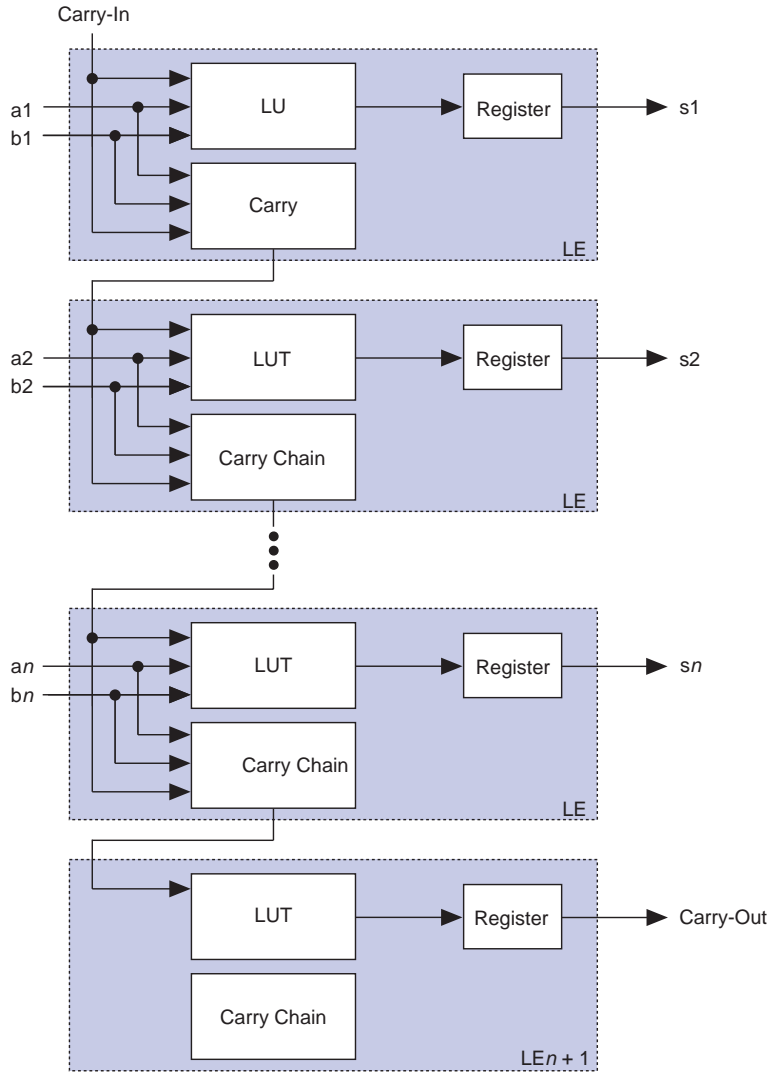 Carry-In
a1
b1
LU
Register
s1
Carry
LE
a2
b2
LUT
Register
s2
Carry Chain
LE
an
bn
LUT
Register
sn
Carry Chain
LE
LUT
Register
Carry-Out
Carry Chain
LEn + 1